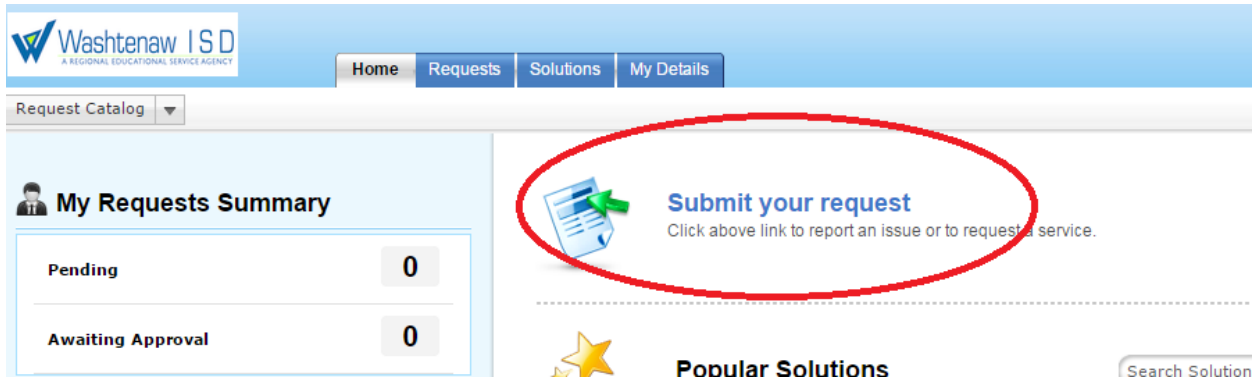 Washtenaw ISD
A REGIONAL EDUCATIONAL SERVICE AGENCY
Home Requests Solutions My Details
Request Catalog
My Requests Summary
Pending 0
Awaiting Approval 0
Submit your request
Click above link to report an issue or to request a service.
Popular Solutions
Search Solution